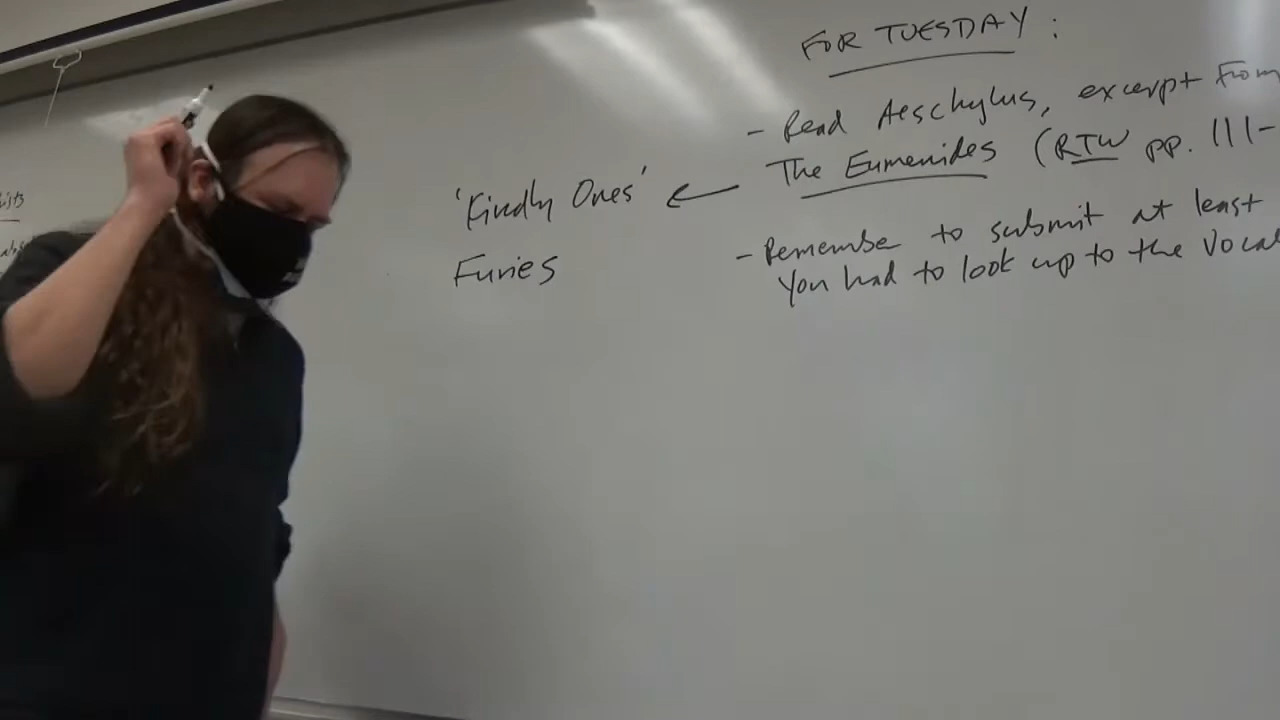 FOR TUESDAY :
- Read Aeschylus, excerpt from
The Eumenides (RTW pp. 111-
'Kindly Ones' ←
Furies
- Remember to submit at least
You had to look up to the Vocab